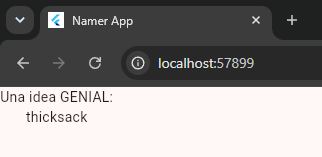 Namer App
localhost:57899
Una idea GENIAL:
thicksack